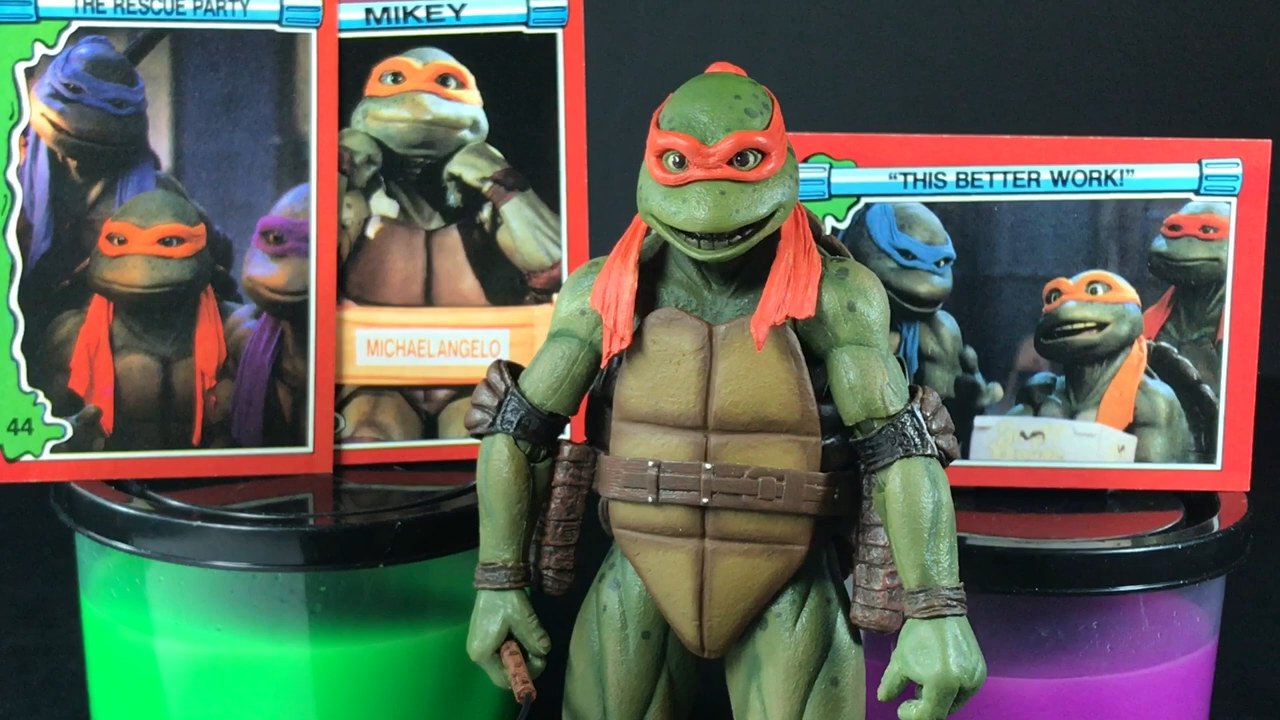 THE RESCUE PARTY
44
MIKEY
MICHAELANGELO
"THIS BETTER WORK!"